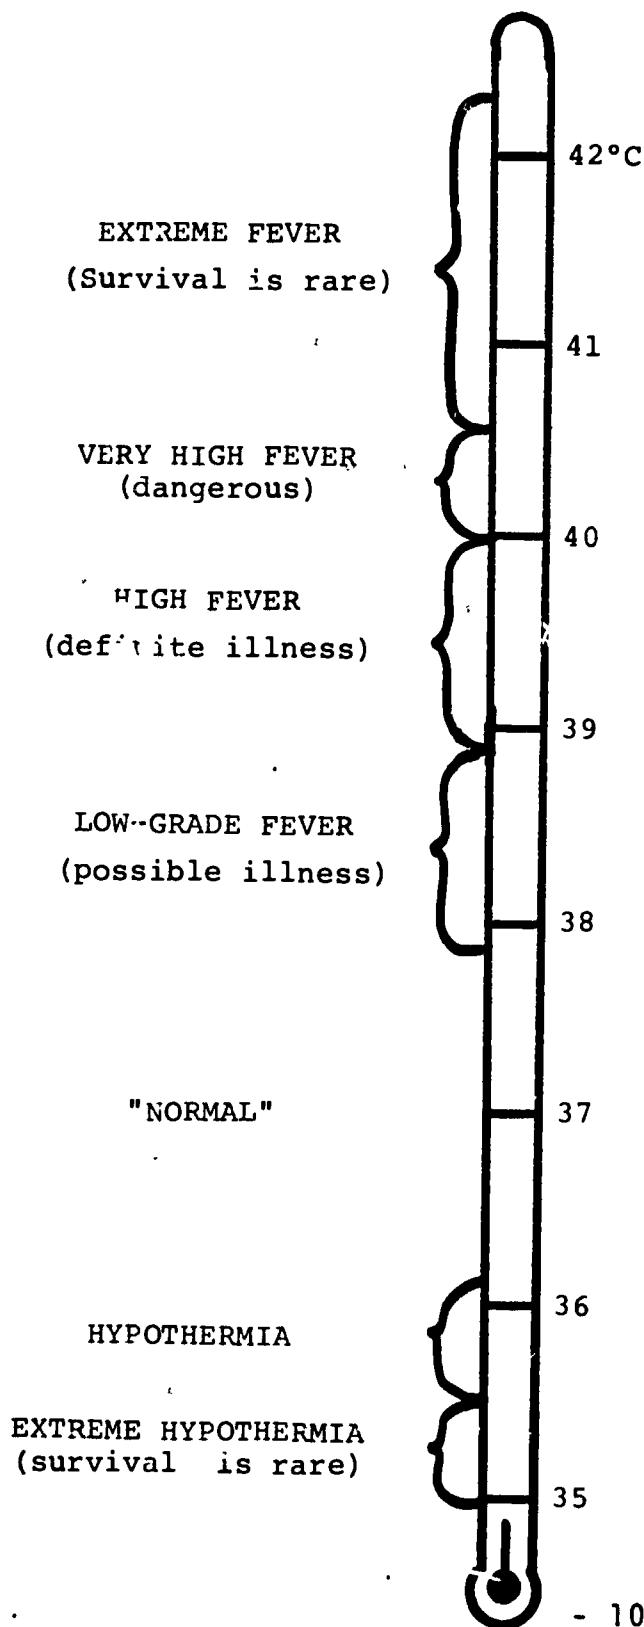 42°C
EXTREME FEVER
(Survival is rare)
41
VERY HIGH FEVER
(dangerous)
40
HIGH FEVER
(definite illness)
39
LOW-GRADE FEVER
(possible illness)
38
"NORMAL"
37
36
HYPOTHERMIA
EXTREME HYPOTHERMIA
(survival is rare)
35
- 10